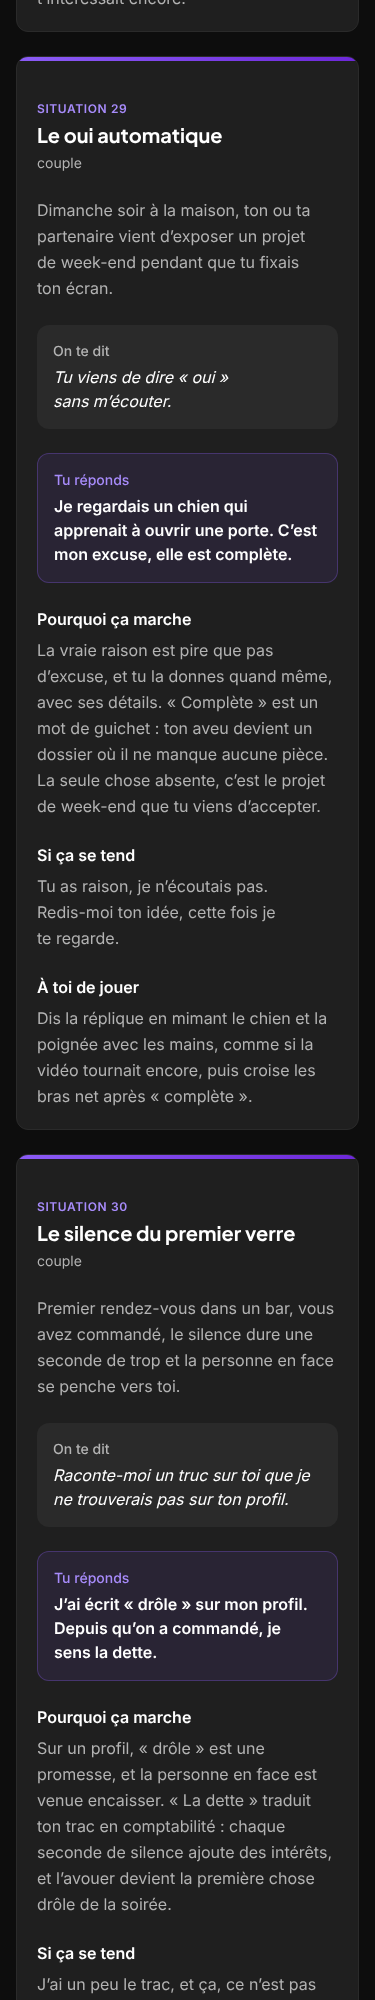 t'intéressait encore.
SITUATION 29
Le oui automatique
couple
Dimanche soir à la maison, ton ou ta
partenaire vient d’exposer un projet
de week-end pendant que tu fixais
ton écran.
On te dit
Tu viens de dire « oui »
sans m’écouter.
Tu réponds
Je regardais un chien qui
apprenait à ouvrir une porte. C’est
mon excuse, elle est complète.
Pourquoi ça marche
La vraie raison est pire que pas
d’excuse, et tu la donnes quand même,
avec ses détails. « Complète » est un
mot de guichet : ton aveu devient un
dossier où il ne manque aucune pièce.
La seule chose absente, c’est le projet
de week-end que tu viens d’accepter.
Si ça se tend
Tu as raison, je n’écoutais pas.
Redis-moi ton idée, cette fois je
te regarde.
À toi de jouer
Dis la réplique en mimant le chien et la
poignée avec les mains, comme si la
vidéo tournait encore, puis croise les
bras net après « complète ».
SITUATION 30
Le silence du premier verre
couple
Premier rendez-vous dans un bar, vous
avez commandé, le silence dure une
seconde de trop et la personne en face
se penche vers toi.
On te dit
Raconte-moi un truc sur toi que je
ne trouverais pas sur ton profil.
Tu réponds
J’ai écrit « drôle » sur mon profil.
Depuis qu’on a commandé, je
sens la dette.
Pourquoi ça marche
Sur un profil, « drôle » est une
promesse, et la personne en face est
venue encaisser. « La dette » traduit
ton trac en comptabilité : chaque
seconde de silence ajoute des intérêts,
et l’avouer devient la première chose
drôle de la soirée.
Si ça se tend
J’ai un peu le trac, et ça, ce n’est pas